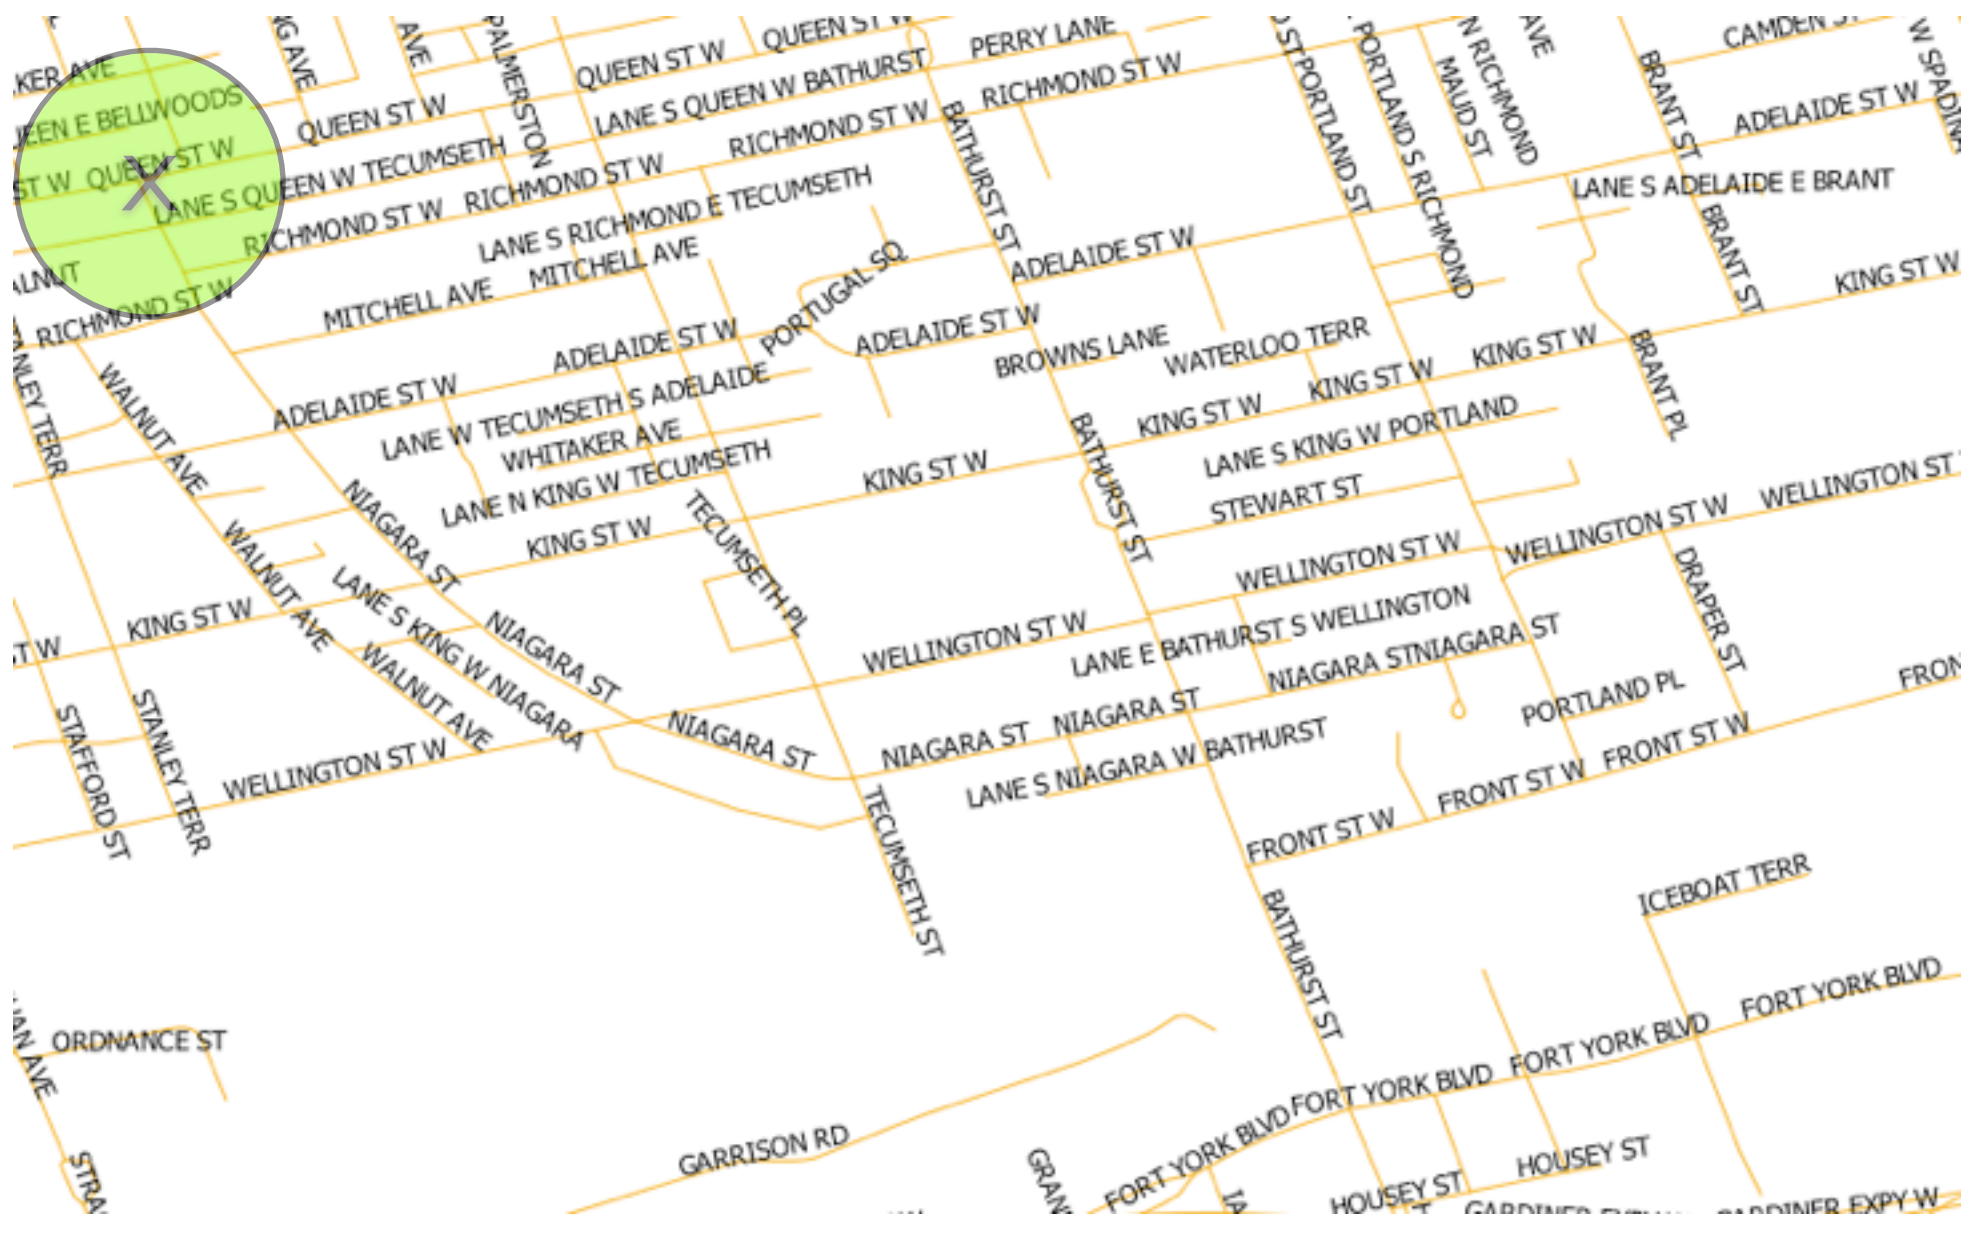 QUEEN ST W
PERRY LANE
QUEEN ST W
LANE S QUEEN W BATHURST
RICHMOND ST W
PALMERSTON
AVE
AVE
AVE
KER AVE
E BELLWOODS
QUEEN ST W
ST W
QUEEN ST W
X
LANE S QUEEN W TECUMSETH
RICHMOND ST W
RICHMOND ST W
RICHMOND ST W
RICHMOND ST W
LANE S RICHMOND E TECUMSETH
MITCHELL AVE
MITCHELL AVE
PORTUGAL SQ
BATHURST ST
PORTLAND ST
PORTLAND S RICHMOND
N RICHMOND
MAUD ST
BRANT ST
ADELAIDE ST W
LANE S ADELAIDE E BRANT
BRANT ST
KING ST W
ADELAIDE ST W
ADELAIDE ST W
ADELAIDE ST W
ADELAIDE ST W
BROWNS LANE
WATERLOO TERR
KING ST W
KING ST W
KING ST W
BRANT PL
LANE W TECUMSETH S ADELAIDE
WHITAKER AVE
LANE N KING W TECUMSETH
KING ST W
KING ST W
KING ST W
BATHURST ST
LANE S KING W PORTLAND
STEWART ST
WELLINGTON ST W
WELLINGTON ST W
WELLINGTON ST
WALNUT AVE
WALNUT AVE
NIAGARA ST
TECUMSETH PL
LANE S KING W NIAGARA
NIAGARA ST
WALNUT AVE
STANLEY TERR
STAFFORD ST
WELLINGTON ST W
NIAGARA ST
WELLINGTON ST W
LANE E BATHURST S WELLINGTON
NIAGARA ST
NIAGARA ST
NIAGARA ST
NIAGARA ST
LANE S NIAGARA W BATHURST
DRAPER ST
PORTLAND PL
FRONT ST W
FRONT ST W
FRONT ST W
TECUMSETH ST
BATHURST ST
ICEBOAT TERR
FORT YORK BLVD
FORT YORK BLVD
FORT YORK BLVD
FORT YORK BLVD
ORDNANCE ST
GARRISON RD
HOUSEY ST
HOUSEY ST
GARDINER EXPY W